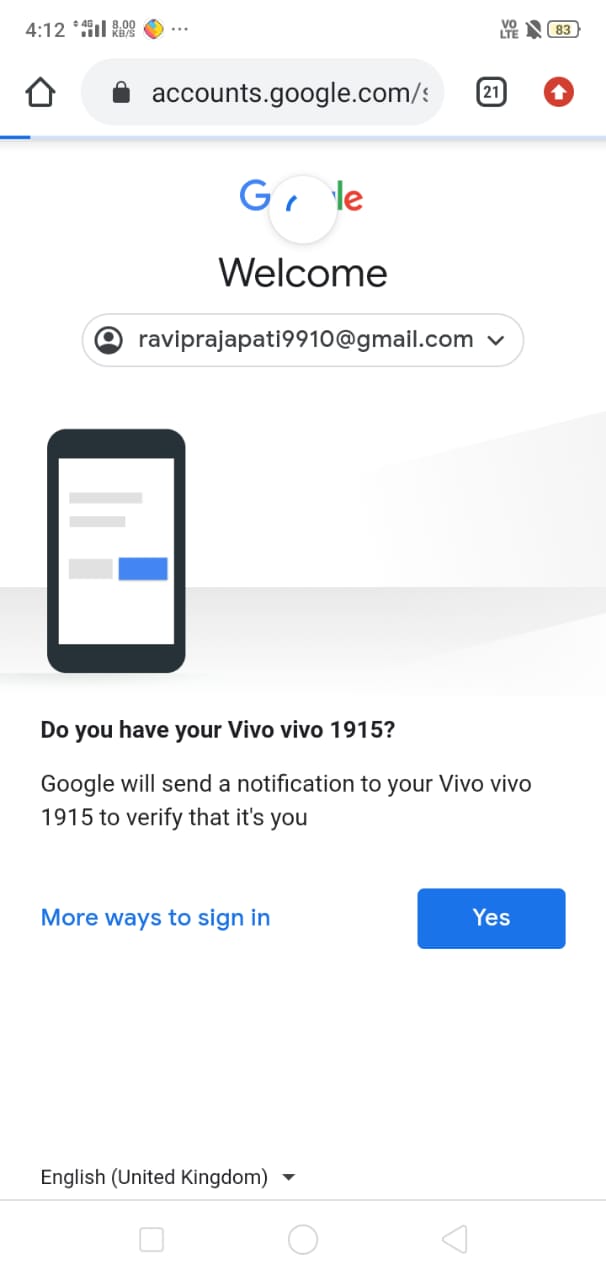 4:12 4G 8.00 KB/S ... VO LTE 83
accounts.google.com/
21
G le
Welcome
raviprajapati9910@gmail.com
Do you have your Vivo vivo 1915?
Google will send a notification to your Vivo vivo
1915 to verify that it's you
More ways to sign in Yes
English (United Kingdom)